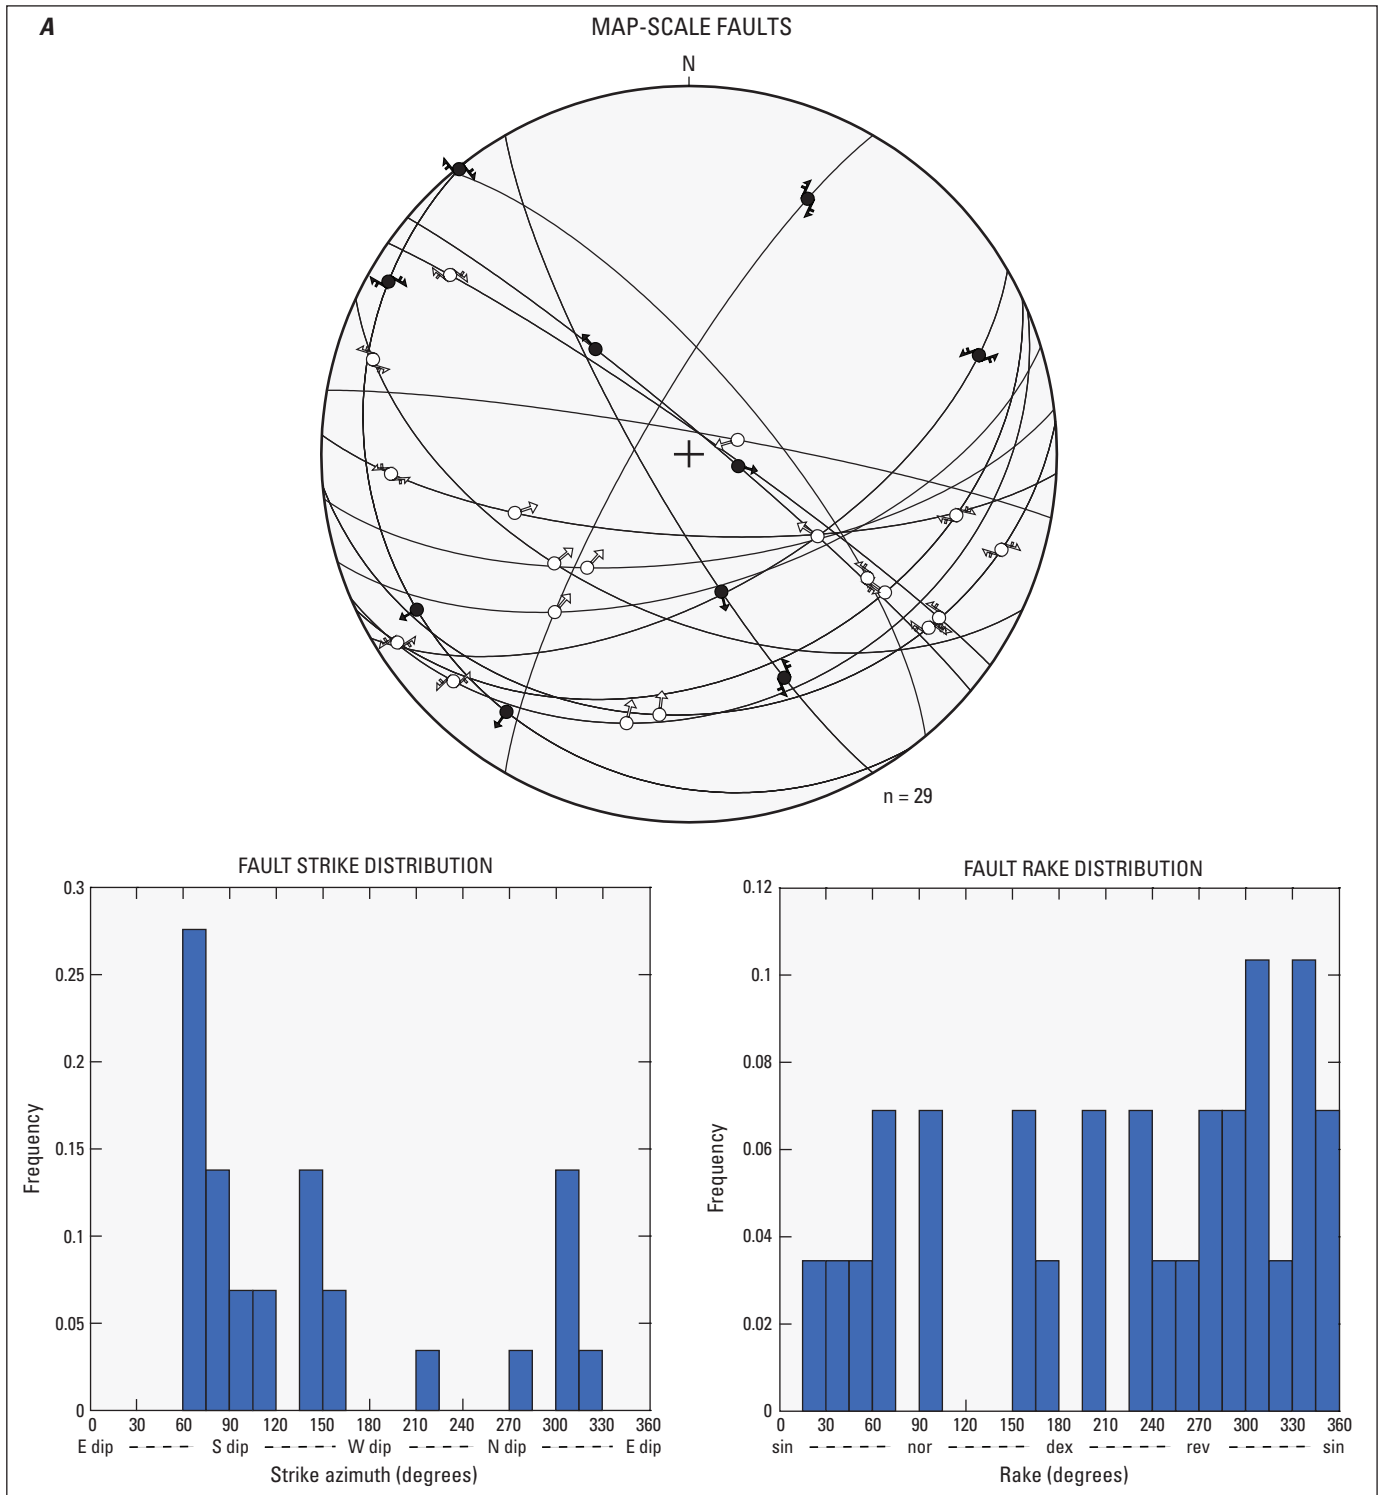 A
MAP-SCALE FAULTS
N
n = 29
FAULT STRIKE DISTRIBUTION
0.3
0.25
0.2
0.15
0.1
0.05
0
Frequency
0 30 60 90 120 150 180 210 240 270 300 330 360
E dip S dip W dip N dip E dip
Strike azimuth (degrees)
FAULT RAKE DISTRIBUTION
0.12
0.1
0.08
0.06
0.04
0.02
0
Frequency
0 30 60 90 120 150 180 210 240 270 300 330 360
sin nor dex rev sin
Rake (degrees)